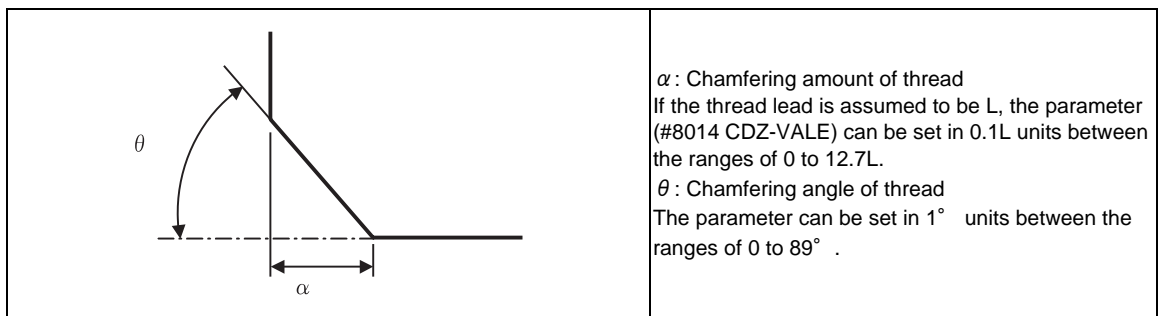 θ
α
α : Chamfering amount of thread
If the thread lead is assumed to be L, the parameter
(#8014 CDZ-VALE) can be set in 0.1L units between
the ranges of 0 to 12.7L.
θ : Chamfering angle of thread
The parameter can be set in 1° units between the
ranges of 0 to 89° .